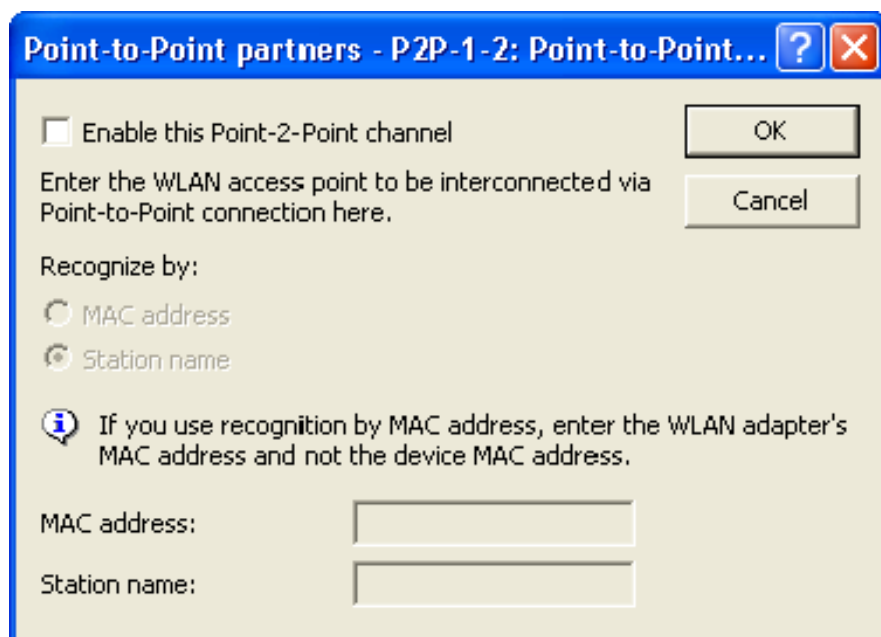 Point-to-Point partners - P2P-1-2: Point-to-Point...
Enable this Point-2-Point channel
OK
Enter the WLAN access point to be interconnected via
Point-to-Point connection here.
Cancel
Recognize by:
MAC address
Station name
If you use recognition by MAC address, enter the WLAN adapter's
MAC address and not the device MAC address.
MAC address:
Station name: